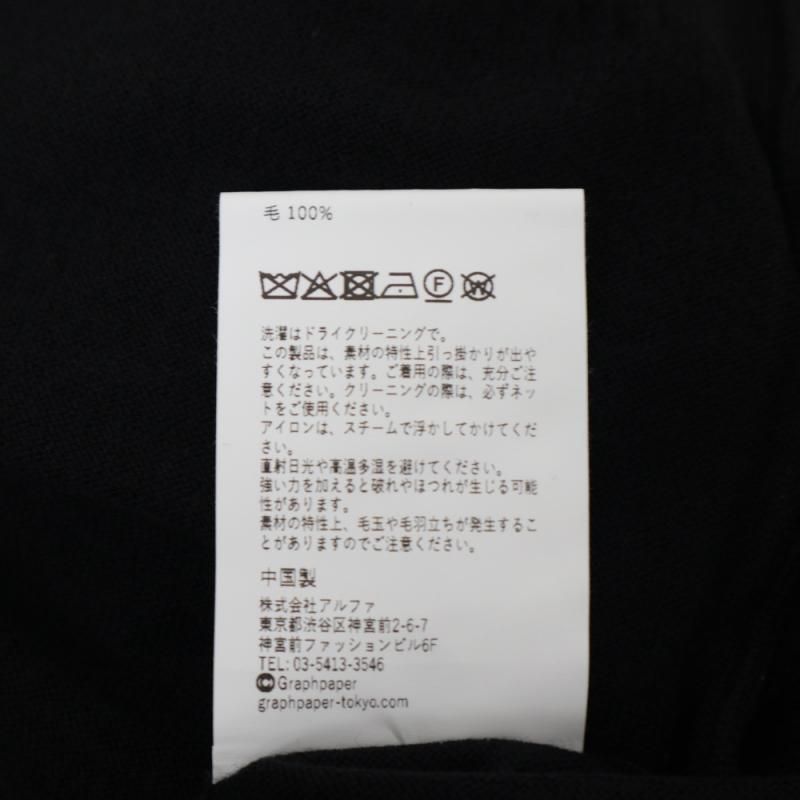 毛 100%
F W
洗濯はドライクリーニングで。
この製品は、素材の特性上引っ掛かりが出や
すくなっています。ご着用の際は、充分ご注
意ください。クリーニングの際は、必ずネッ
トをご使用ください。
アイロンは、スチームで浮かしてかけてくだ
さい。
直射日光や高温多湿を避けてください。
強い力を加えると破れやほつれが生じる可能
性があります。
素材の特性上、毛玉や毛羽立ちが発生するこ
とがありますのでご注意ください。
中国製
株式会社アルファ
東京都渋谷区神宮前2-6-7
神宮前ファッションビル6F
TEL: 03-5413-3546
Graphpaper
graphpaper-tokyo.com